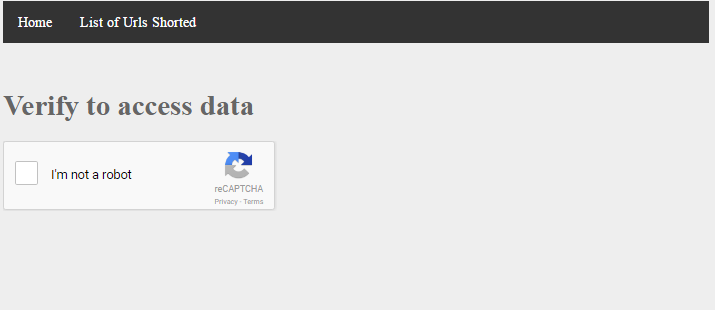 Home List of Urls Shorted
Verify to access data
I'm not a robot
reCAPTCHA
Privacy - Terms